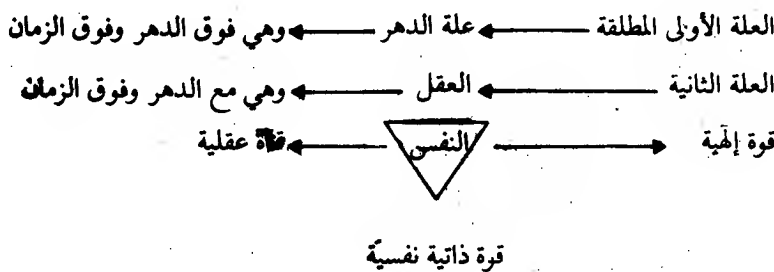 العلة الأولى المطلقة علة الدهر وهي فوق الدهر وفوق الزمان
العلة الثانية العقل وهي مع الدهر وفوق الزمان
قوة إلهية النفس قوة عقلية
قوة ذاتية نفسيّة